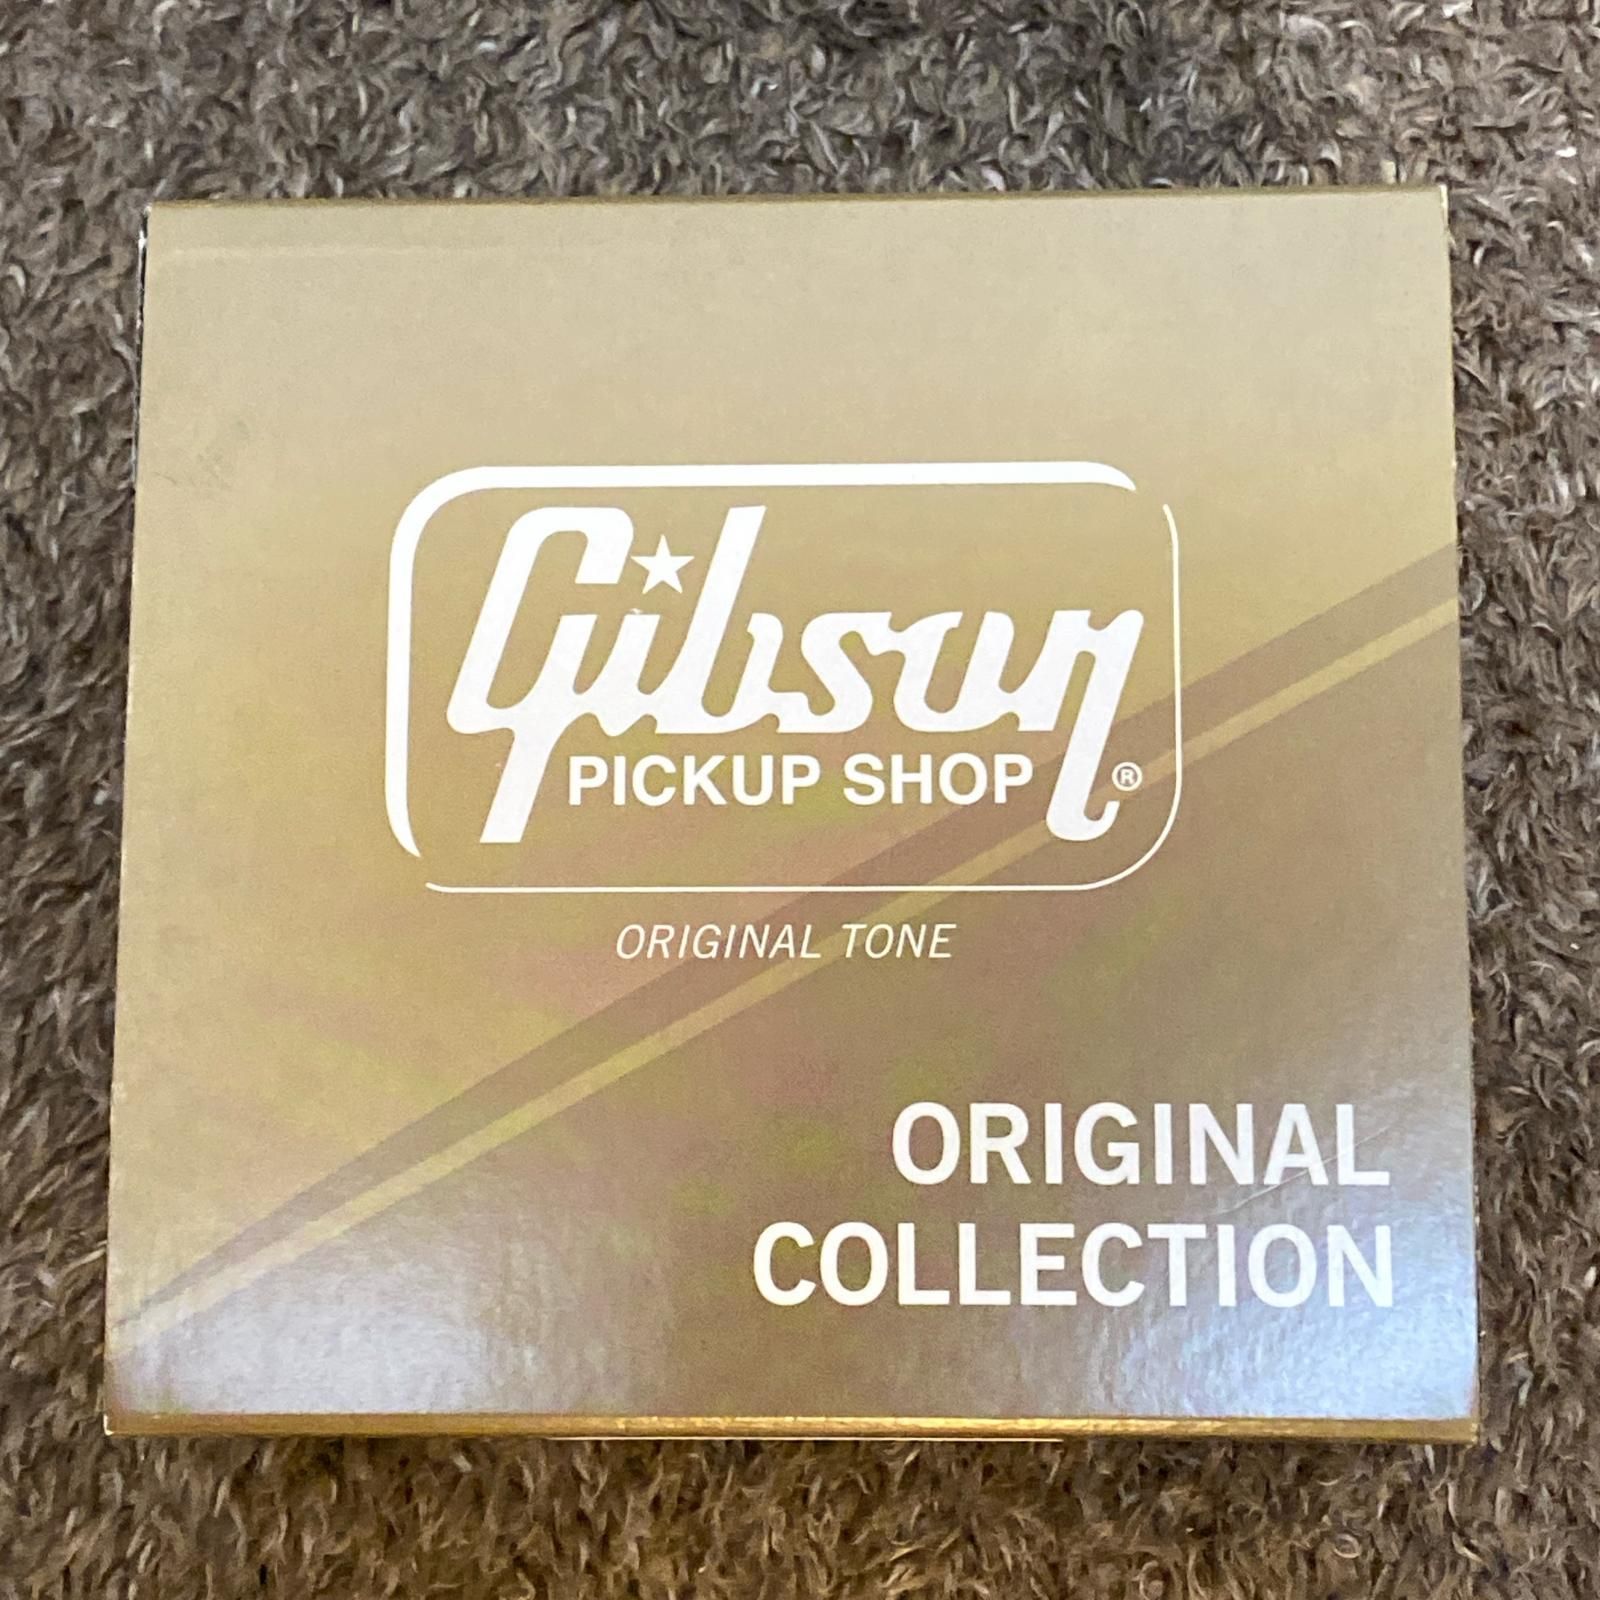 Gibson
PICKUP SHOP ®
ORIGINAL TONE
ORIGINAL
COLLECTION